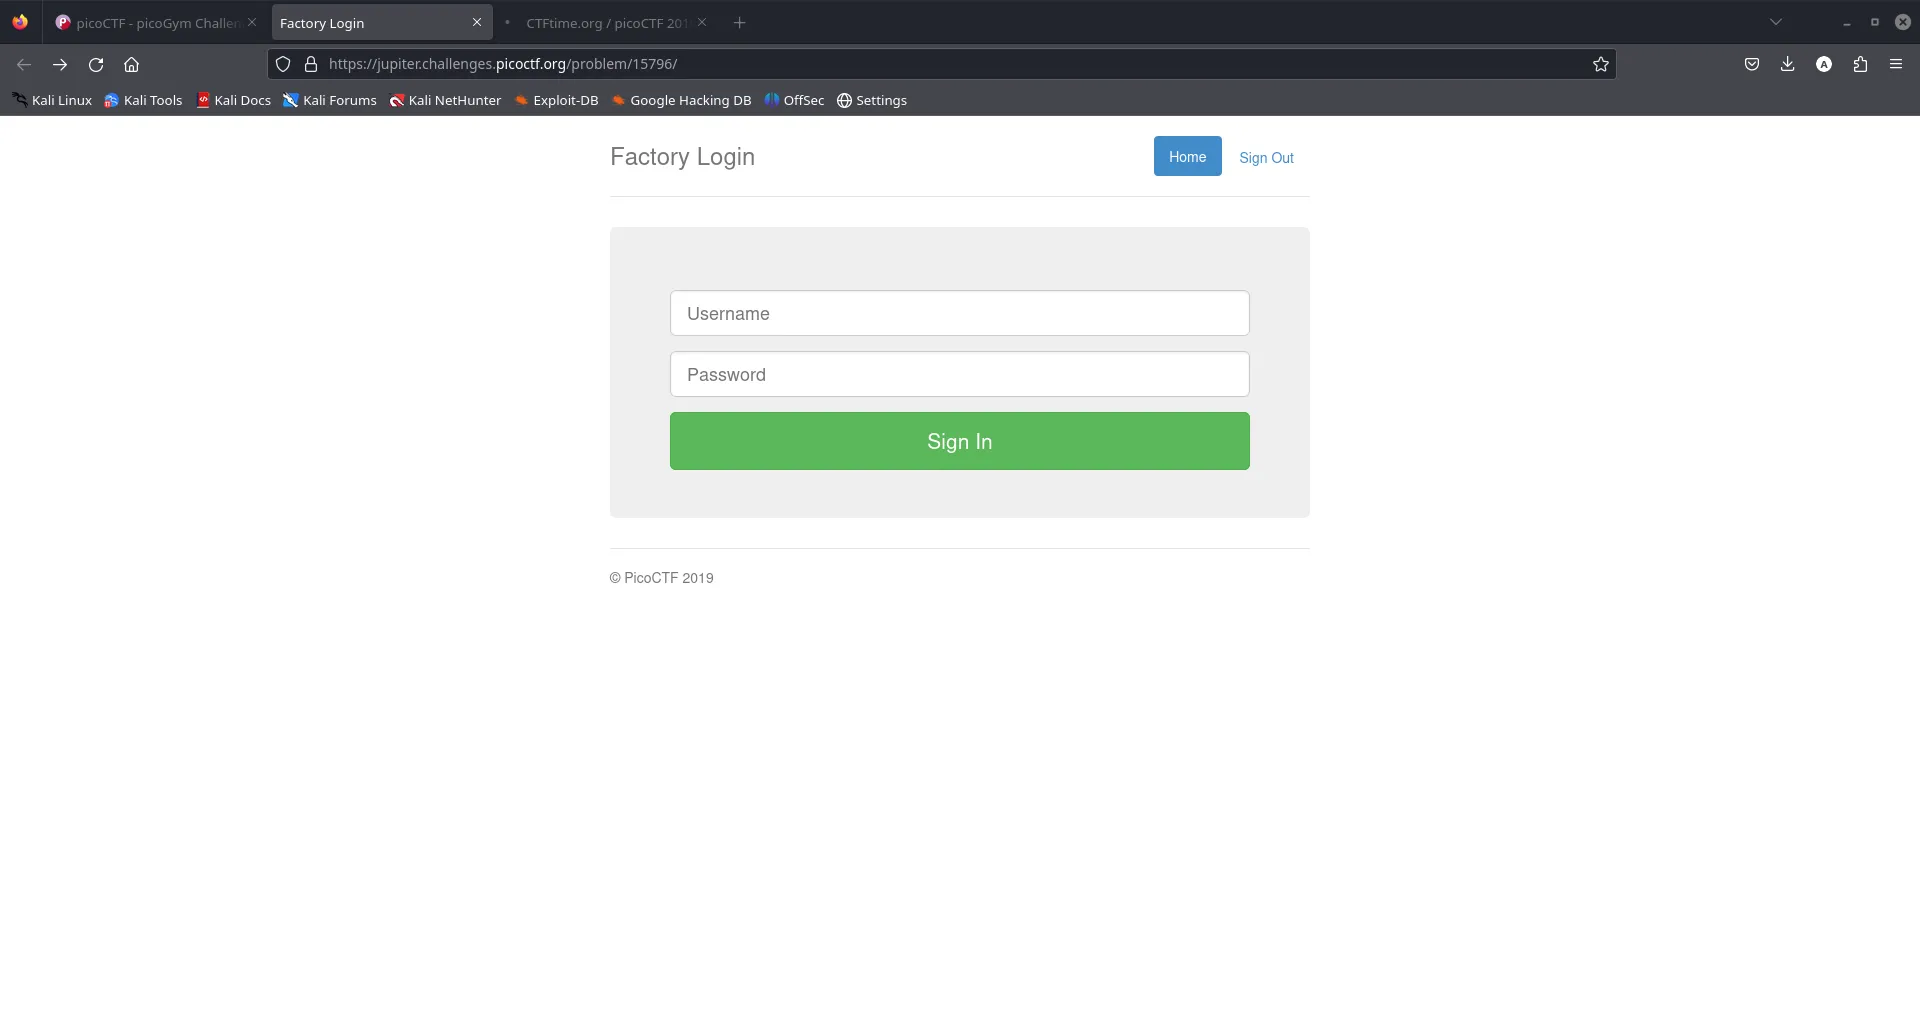 picoCTF - picoGym Challen
Factory Login
CTFtime.org / picoCTF 201
https://jupiter.challenges.picoctf.org/problem/15796/
A
Kali Linux Kali Tools Kali Docs Kali Forums Kali NetHunter Exploit-DB Google Hacking DB OffSec Settings
Factory Login
Home Sign Out
Username
Password
Sign In
© PicoCTF 2019